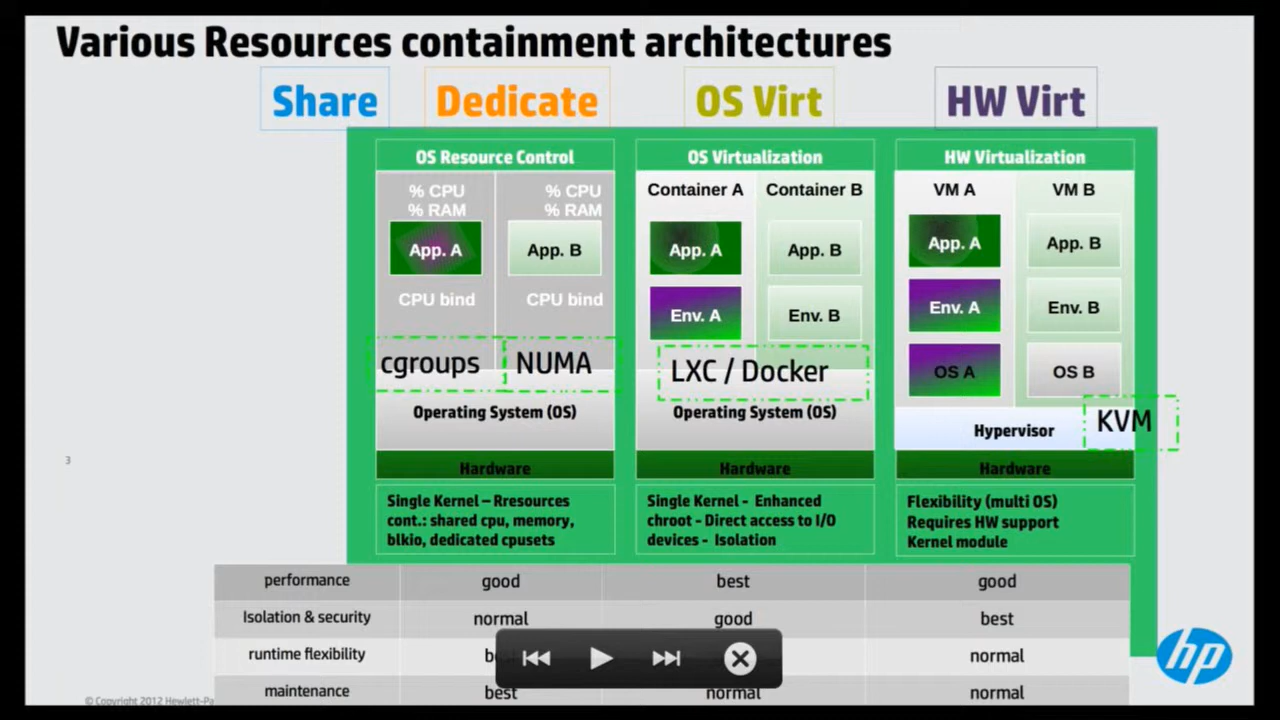 Various Resources containment architectures
Share
Dedicate
OS Virt
HW Virt
OS Resource Control
% CPU
% RAM
% CPU
% RAM
App. A
App. B
CPU bind
CPU bind
cgroups
NUMA
Operating System (OS)
Hardware
Single Kernel – Rresources
cont.: shared cpu, memory,
blkio, dedicated cpusets
OS Virtualization
Container A
Container B
App. A
App. B
Env. A
Env. B
LXC / Docker
Operating System (OS)
Hardware
Single Kernel - Enhanced
chroot - Direct access to I/O
devices - Isolation
HW Virtualization
VM A
VM B
App. A
App. B
Env. A
Env. B
OS A
OS B
Hypervisor
KVM
Hardware
Flexibility (multi OS)
Requires HW support
Kernel module
performance good best good
Isolation & security normal good best
runtime flexibility normal
maintenance best normal normal
3
© Copyright 2012
hp